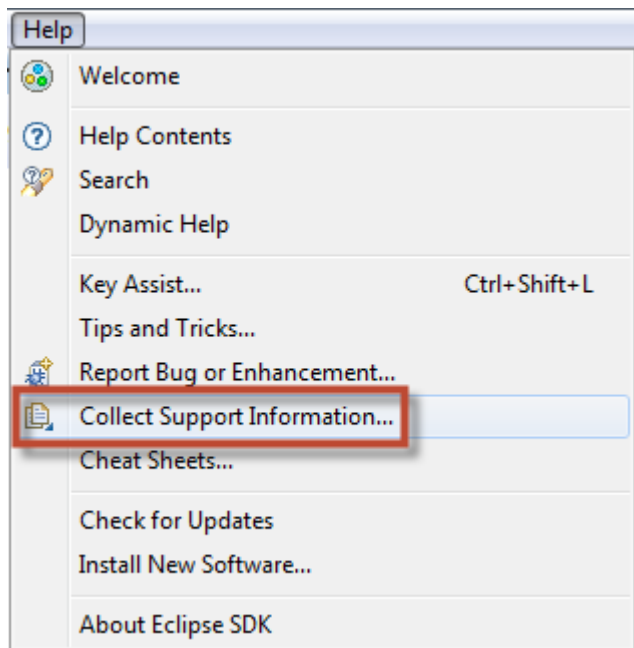 Help
Welcome
Help Contents
Search
Dynamic Help
Key Assist... Ctrl+Shift+L
Tips and Tricks...
Report Bug or Enhancement...
Collect Support Information...
Cheat Sheets...
Check for Updates
Install New Software...
About Eclipse SDK